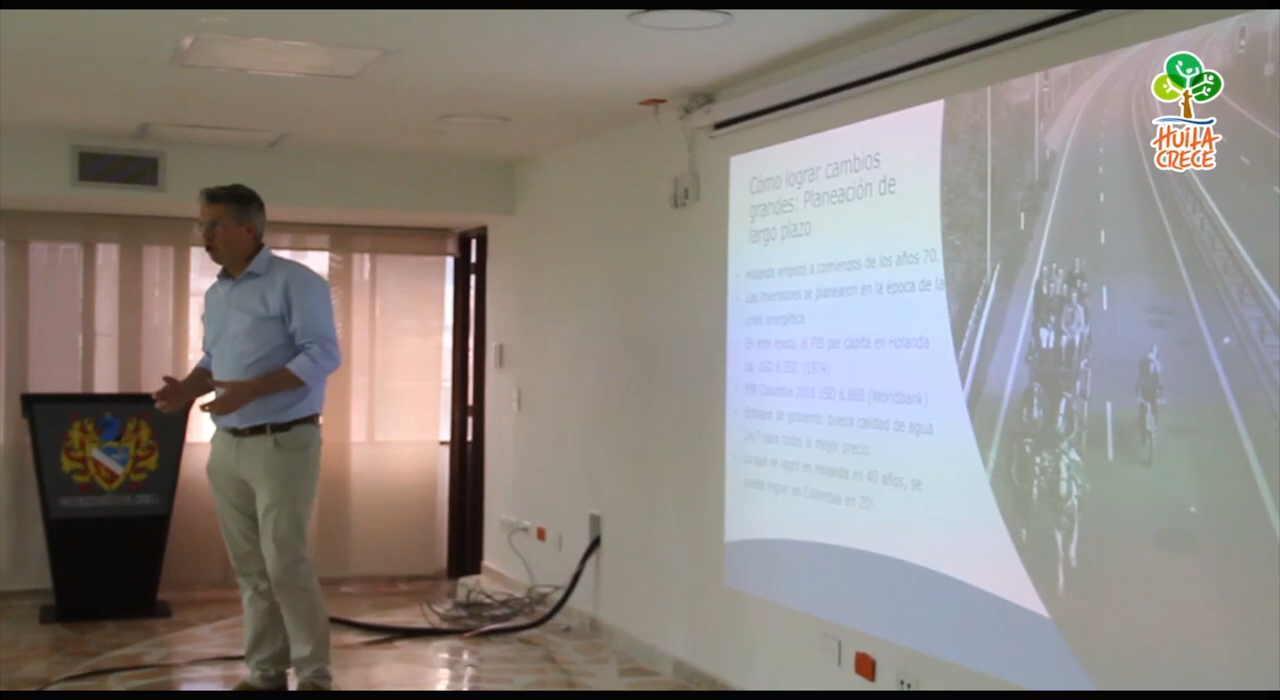 HUILA
CRECE
Cómo lograr cambios
grandes: Planeación de
largo plazo
Holanda empezó a comienzos de los años 70.
Las inversiones se planearon en la época de la
crisis energética
En este época, el PIB per cápita en Holanda
ca. USD 6.350 (1974)
PIB Colombia 2018 USD 6.668 (Worldbank)
Enfoque de gobierno: buena calidad de agua
24/7 para todos al mejor precio.
Lo que se logró en Holanda en 40 años, se
puede lograr en Colombia en 20!